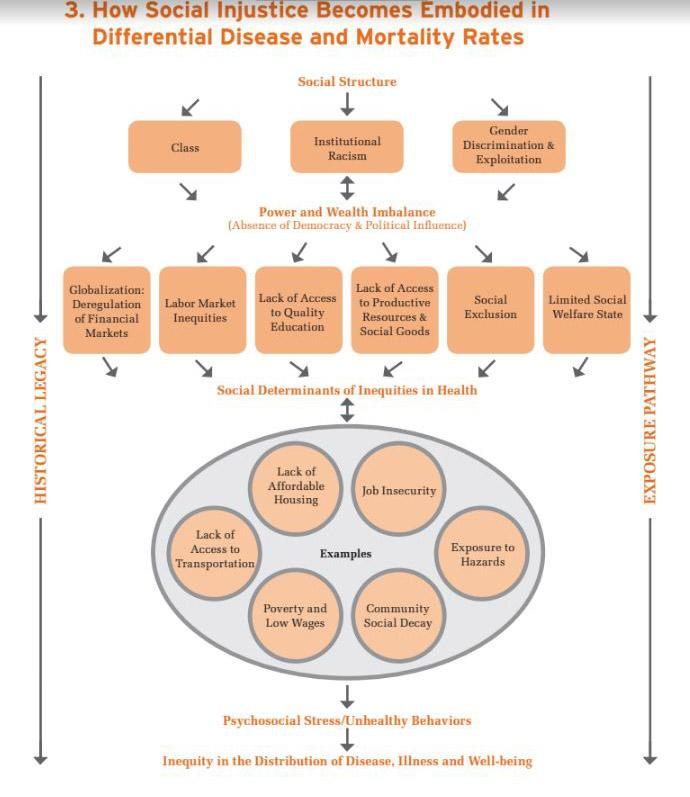 3. How Social Injustice Becomes Embodied in
Differential Disease and Mortality Rates
Social Structure
Class
Institutional
Racism
Gender
Discrimination &
Exploitation
Power and Wealth Imbalance
(Absence of Democracy & Political Influence)
Globalization:
Deregulation
of Financial
Markets
Labor Market
Inequities
Lack of Access
to Quality
Education
Lack of Access
to Productive
Resources &
Social Goods
Social
Exclusion
Limited Social
Welfare State
Social Determinants of Inequities in Health
HISTORICAL LEGACY
EXPOSURE PATHWAY
Lack of
Affordable
Housing
Job Insecurity
Lack of
Access to
Transportation
Examples
Exposure to
Hazards
Poverty and
Low Wages
Community
Social Decay
Psychosocial Stress/Unhealthy Behaviors
Inequity in the Distribution of Disease, Illness and Well-being